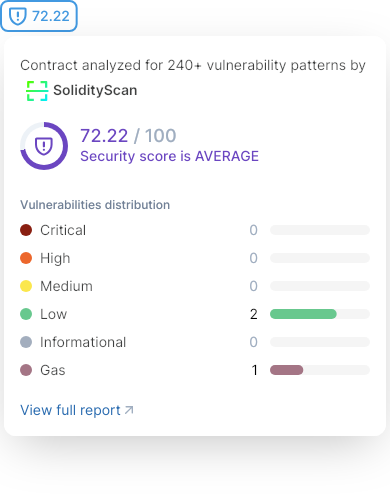 72.22
Contract analyzed for 240+ vulnerability patterns by
SolidityScan
72.22 / 100
Security score is AVERAGE
Vulnerabilities distribution
Critical 0
High 0
Medium 0
Low 2
Informational 0
Gas 1
View full report